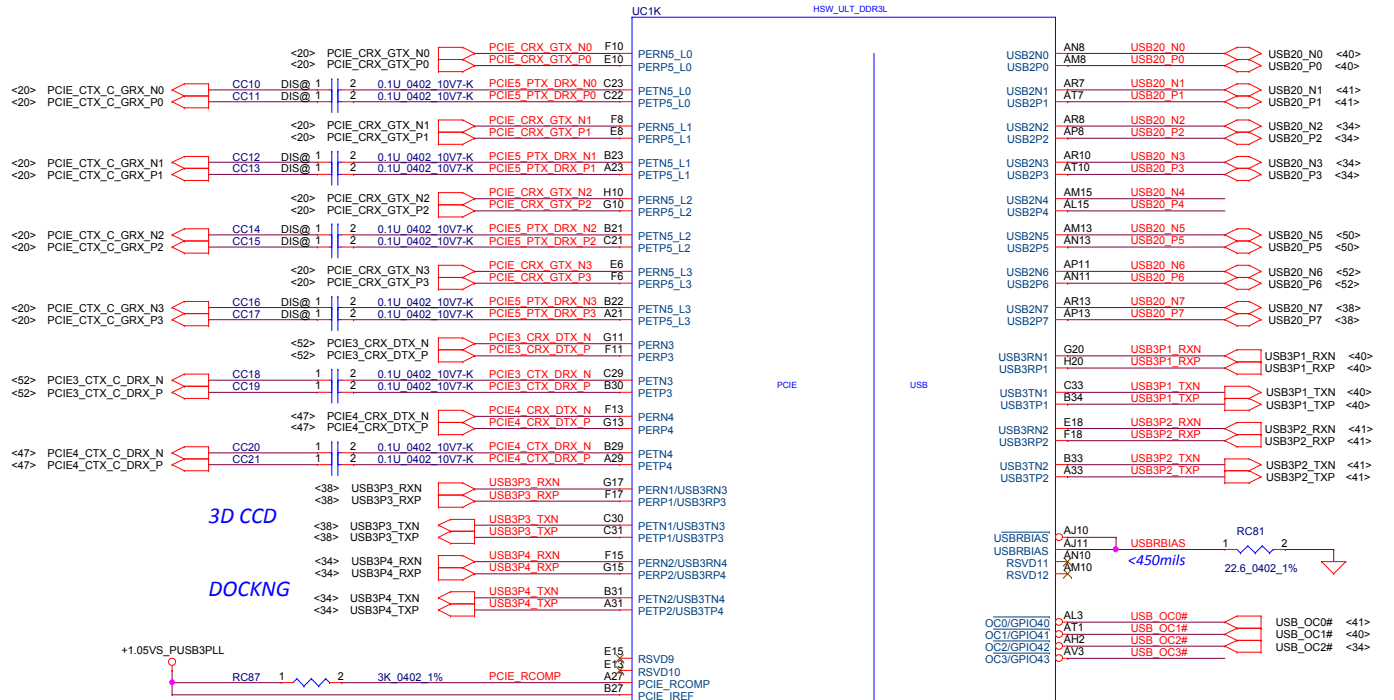 UC1K HSW_ULT_DDR3L
<20> PCIE_CRX_GTX_N0 PCIE_CRX_GTX_N0 F10 PERN5_L0
<20> PCIE_CRX_GTX_P0 PCIE_CRX_GTX_P0 E10 PERP5_L0
<20> PCIE_CTX_C_GRX_N0 CC10 DIS@ 1 2 0.1U_0402_10V7-K PCIE5_PTX_DRX_N0 C23 PETN5_L0
<20> PCIE_CTX_C_GRX_P0 CC11 DIS@ 1 2 0.1U_0402_10V7-K PCIE5_PTX_DRX_P0 C22 PETP5_L0
<20> PCIE_CRX_GTX_N1 PCIE_CRX_GTX_N1 F8 PERN5_L1
<20> PCIE_CRX_GTX_P1 PCIE_CRX_GTX_P1 E8 PERP5_L1
<20> PCIE_CTX_C_GRX_N1 CC12 DIS@ 1 2 0.1U_0402_10V7-K PCIE5_PTX_DRX_N1 B23 PETN5_L1
<20> PCIE_CTX_C_GRX_P1 CC13 DIS@ 1 2 0.1U_0402_10V7-K PCIE5_PTX_DRX_P1 A23 PETP5_L1
<20> PCIE_CRX_GTX_N2 PCIE_CRX_GTX_N2 H10 PERN5_L2
<20> PCIE_CRX_GTX_P2 PCIE_CRX_GTX_P2 G10 PERP5_L2
<20> PCIE_CTX_C_GRX_N2 CC14 DIS@ 1 2 0.1U_0402_10V7-K PCIE5_PTX_DRX_N2 B21 PETN5_L2
<20> PCIE_CTX_C_GRX_P2 CC15 DIS@ 1 2 0.1U_0402_10V7-K PCIE5_PTX_DRX_P2 C21 PETP5_L2
<20> PCIE_CRX_GTX_N3 PCIE_CRX_GTX_N3 E6 PERN5_L3
<20> PCIE_CRX_GTX_P3 PCIE_CRX_GTX_P3 F6 PERP5_L3
<20> PCIE_CTX_C_GRX_N3 CC16 DIS@ 1 2 0.1U_0402_10V7-K PCIE5_PTX_DRX_N3 B22 PETN5_L3
<20> PCIE_CTX_C_GRX_P3 CC17 DIS@ 1 2 0.1U_0402_10V7-K PCIE5_PTX_DRX_P3 A21 PETP5_L3
<52> PCIE3_CRX_DTX_N PCIE3_CRX_DTX_N G11 PERN3
<52> PCIE3_CRX_DTX_P PCIE3_CRX_DTX_P F11 PERP3
<52> PCIE3_CTX_C_DRX_N CC18 1 2 0.1U_0402_10V7-K PCIE3_CTX_DRX_N C29 PETN3
<52> PCIE3_CTX_C_DRX_P CC19 1 2 0.1U_0402_10V7-K PCIE3_CTX_DRX_P B30 PETP3
<47> PCIE4_CRX_DTX_N PCIE4_CRX_DTX_N F13 PERN4
<47> PCIE4_CRX_DTX_P PCIE4_CRX_DTX_P G13 PERP4
<47> PCIE4_CTX_C_DRX_N CC20 1 2 0.1U_0402_10V7-K PCIE4_CTX_DRX_N B29 PETN4
<47> PCIE4_CTX_C_DRX_P CC21 1 2 0.1U_0402_10V7-K PCIE4_CTX_DRX_P A29 PETP4
<38> USB3P3_RXN USB3P3_RXN G17 PERN1/USB3RN3
<38> USB3P3_RXP USB3P3_RXP F17 PERP1/USB3RP3
3D CCD
<38> USB3P3_TXN USB3P3_TXN C30 PETN1/USB3TN3
<38> USB3P3_TXP USB3P3_TXP C31 PETP1/USB3TP3
<34> USB3P4_RXN USB3P4_RXN F15 PERN2/USB3RN4
<34> USB3P4_RXP USB3P4_RXP G15 PERP2/USB3RP4
DOCKNG
<34> USB3P4_TXN USB3P4_TXN B31 PETN2/USB3TN4
<34> USB3P4_TXP USB3P4_TXP A31 PETP2/USB3TP4
+1.05VS_PUSB3PLL
E15 RSVD9
E13 RSVD10
RC87 1 2 3K_0402_1% PCIE_RCOMP A27 PCIE_RCOMP
B27 PCIE_IREF
PCIE USB
USB2N0 AN8 USB20_N0 USB20_N0 <40>
USB2P0 AM8 USB20_P0 USB20_P0 <40>
USB2N1 AR7 USB20_N1 USB20_N1 <41>
USB2P1 AT7 USB20_P1 USB20_P1 <41>
USB2N2 AR8 USB20_N2 USB20_N2 <34>
USB2P2 AP8 USB20_P2 USB20_P2 <34>
USB2N3 AR10 USB20_N3 USB20_N3 <34>
USB2P3 AT10 USB20_P3 USB20_P3 <34>
USB2N4 AM15 USB20_N4
USB2P4 AL15 USB20_P4
USB2N5 AM13 USB20_N5 USB20_N5 <50>
USB2P5 AN13 USB20_P5 USB20_P5 <50>
USB2N6 AP11 USB20_N6 USB20_N6 <52>
USB2P6 AN11 USB20_P6 USB20_P6 <52>
USB2N7 AR13 USB20_N7 USB20_N7 <38>
USB2P7 AP13 USB20_P7 USB20_P7 <38>
USB3RN1 G20 USB3P1_RXN USB3P1_RXN <40>
USB3RP1 H20 USB3P1_RXP USB3P1_RXP <40>
USB3TN1 C33 USB3P1_TXN USB3P1_TXN <40>
USB3TP1 B34 USB3P1_TXP USB3P1_TXP <40>
USB3RN2 E18 USB3P2_RXN USB3P2_RXN <41>
USB3RP2 F18 USB3P2_RXP USB3P2_RXP <41>
USB3TN2 B33 USB3P2_TXN USB3P2_TXN <41>
USB3TP2 A33 USB3P2_TXP USB3P2_TXP <41>
USBRBIAS AJ10 RC81
USBRBIAS AJ11 USBRBIAS 1 2
RSVD11 AN10 <450mils
RSVD12 AM10 22.6_0402_1%
OC0/GPIO40 AL3 USB_OC0# USB_OC0# <41>
OC1/GPIO41 AT1 USB_OC1# USB_OC1# <40>
OC2/GPIO42 AH2 USB_OC2# USB_OC2# <34>
OC3/GPIO43 AV3 USB_OC3#